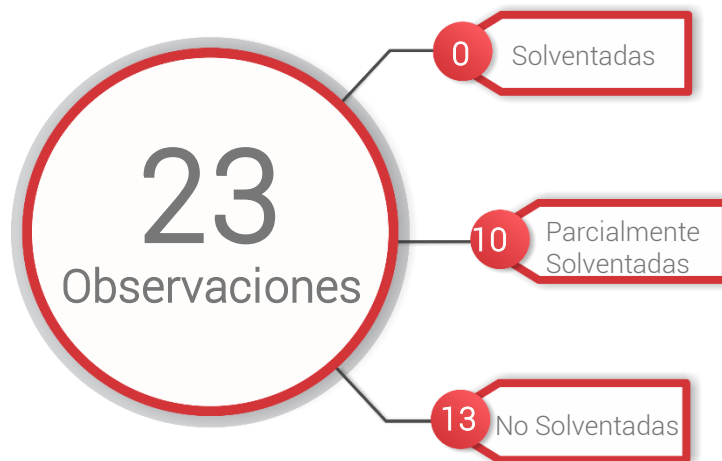 23
Observaciones
0
Solventadas
10
Parcialmente
Solventadas
13
No Solventadas